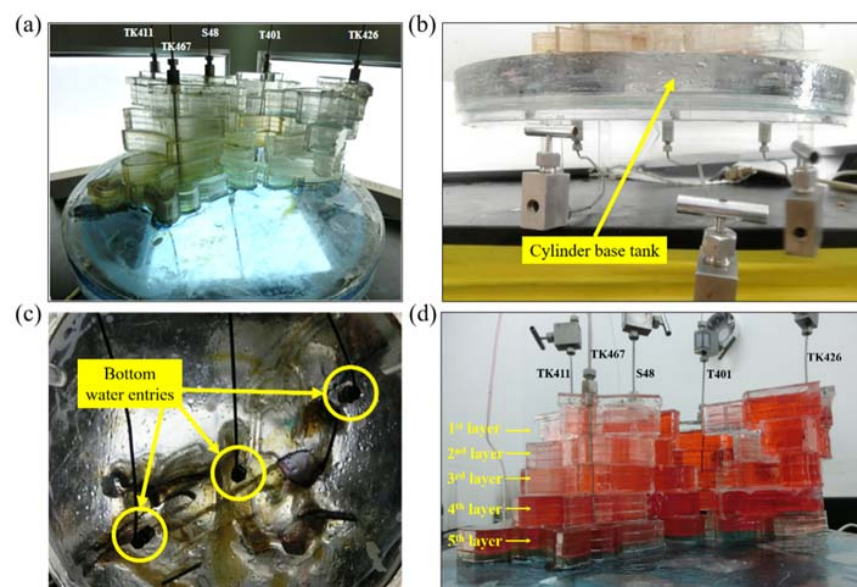 (a)
TK411
TK467
S48
T401
TK426
(b)
Cylinder base tank
(c)
Bottom
water entries
(d)
TK411
TK467
S48
T401
TK426
1st layer
2nd layer
3rd layer
4th layer
5th layer